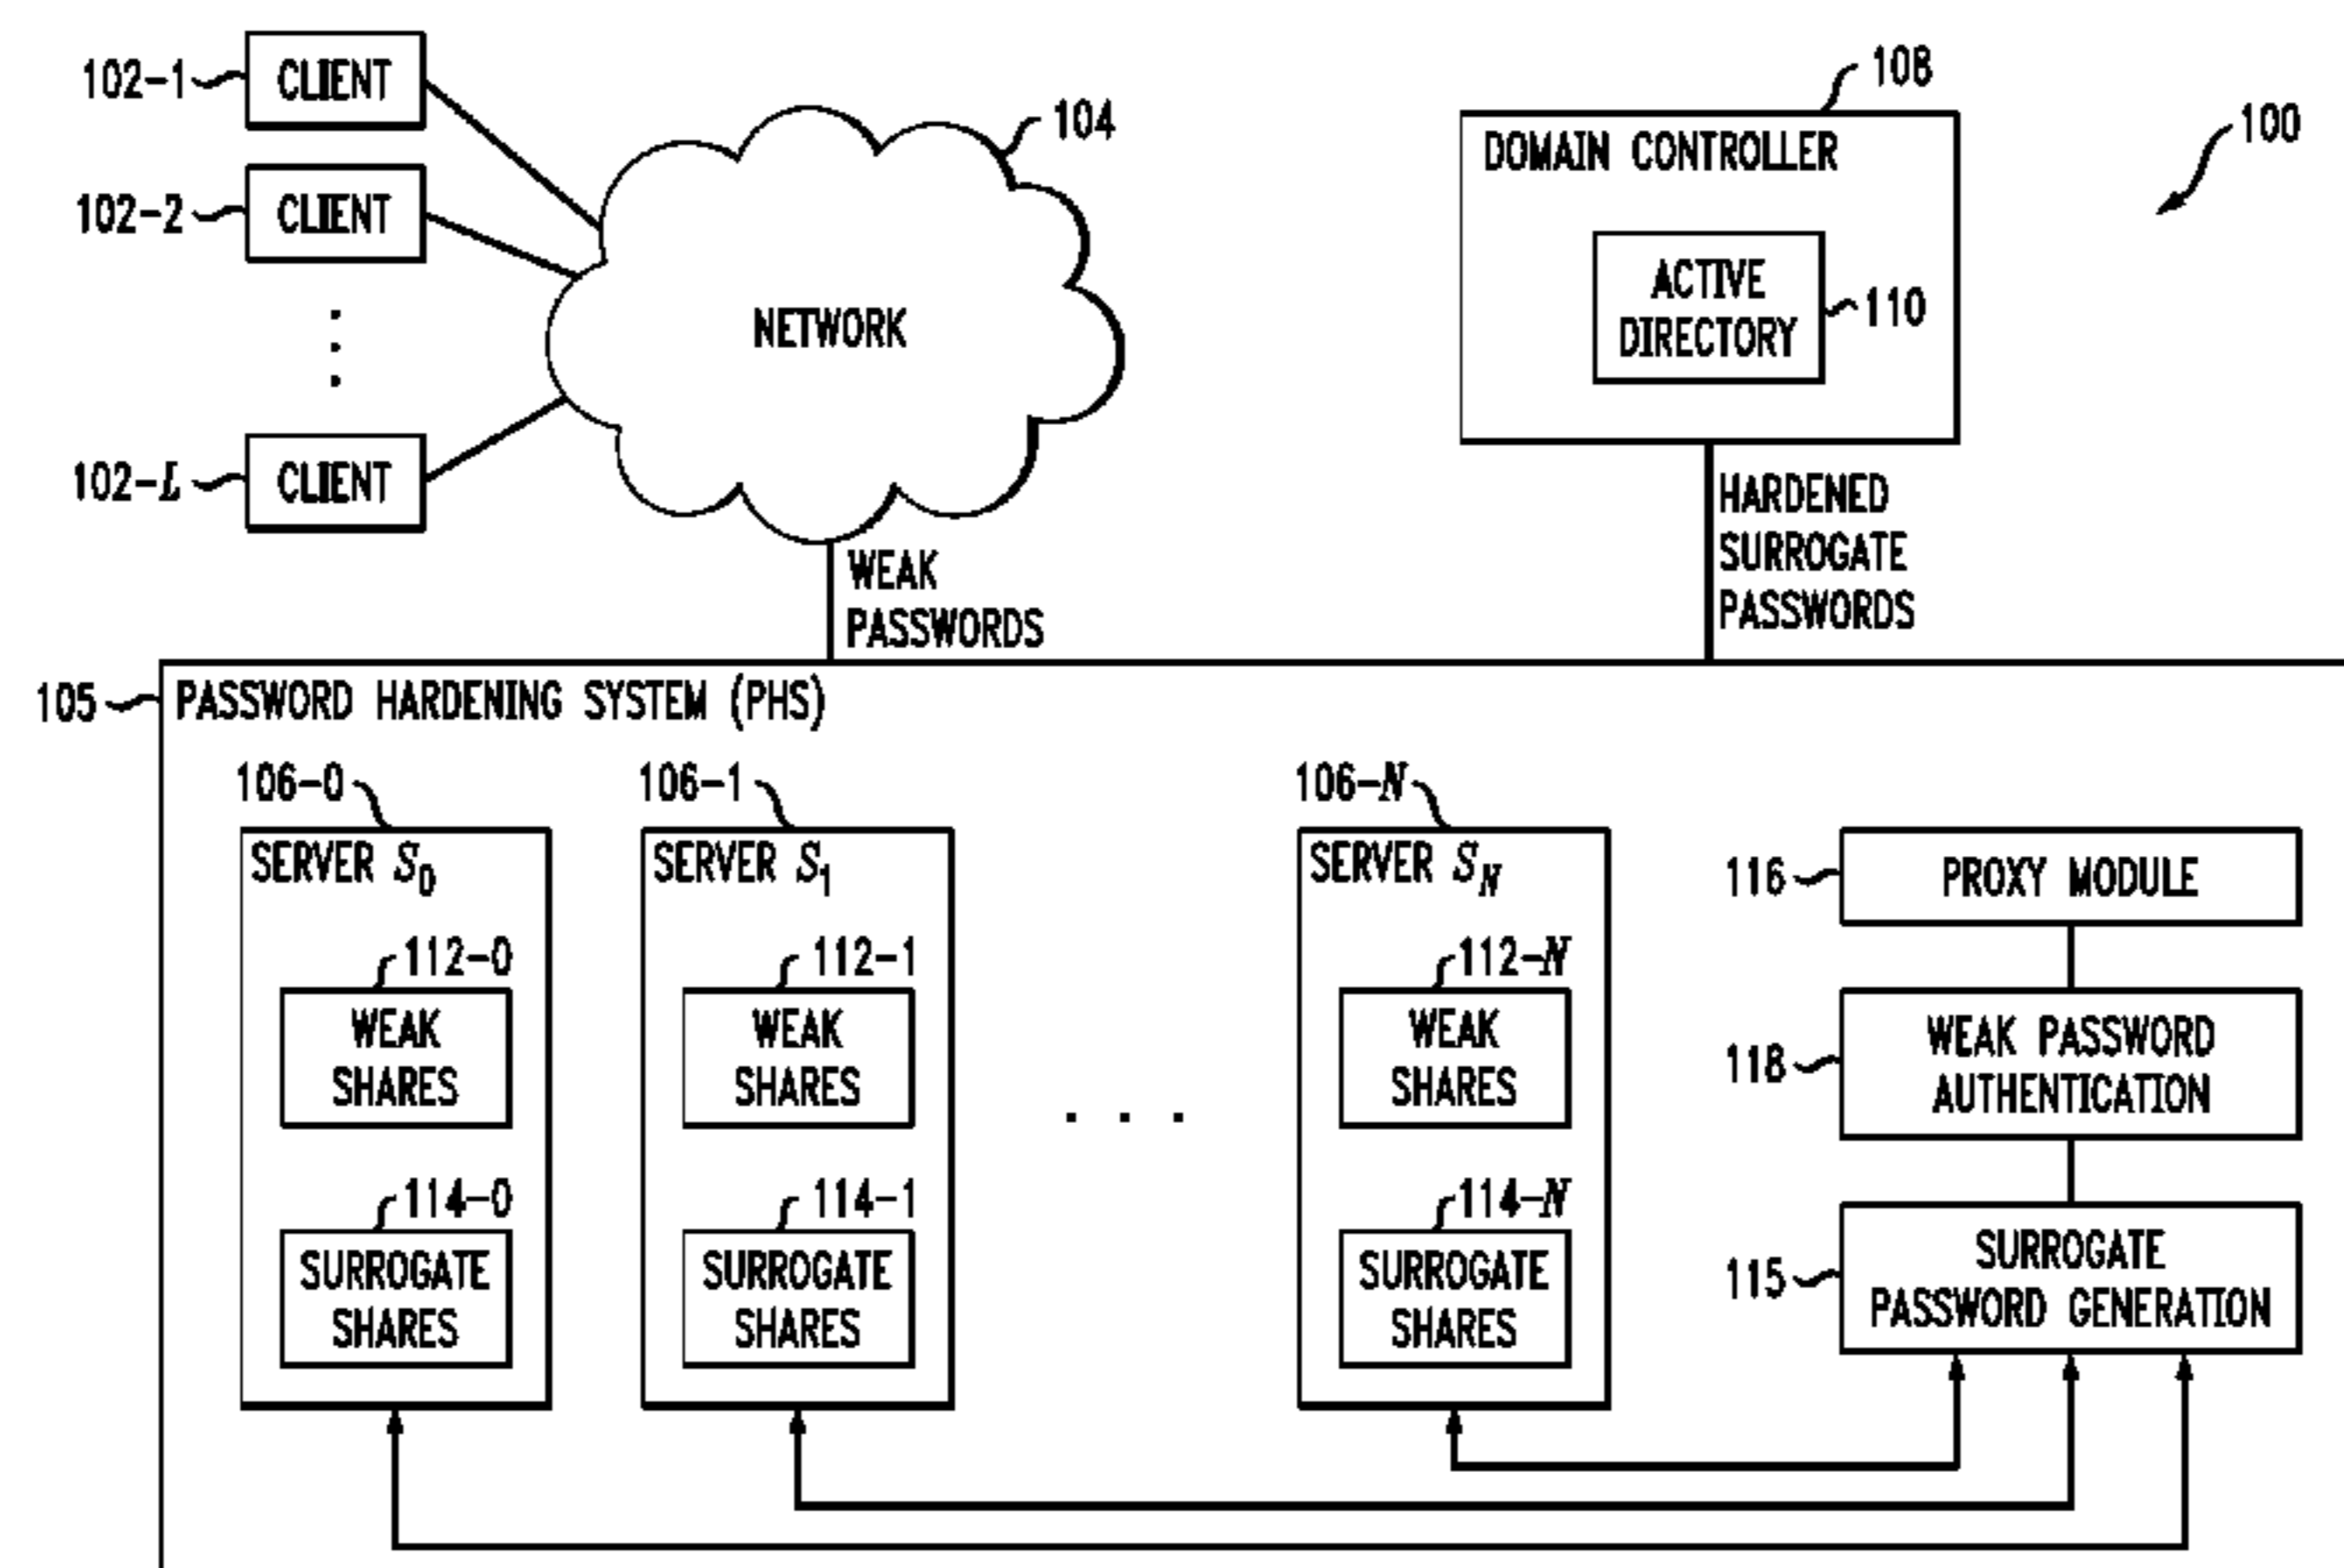 102-1
CLIENT
102-2
CLIENT
102-L
CLIENT
104
NETWORK
108
DOMAIN CONTROLLER
ACTIVE
DIRECTORY
110
100
WEAK
PASSWORDS
HARDENED
SURROGATE
PASSWORDS
105
PASSWORD HARDENING SYSTEM (PHS)
106-0
SERVER S0
112-0
WEAK
SHARES
114-0
SURROGATE
SHARES
106-1
SERVER S1
112-1
WEAK
SHARES
114-1
SURROGATE
SHARES
. . .
106-N
SERVER SN
112-N
WEAK
SHARES
114-N
SURROGATE
SHARES
116
PROXY MODULE
118
WEAK PASSWORD
AUTHENTICATION
115
SURROGATE
PASSWORD GENERATION